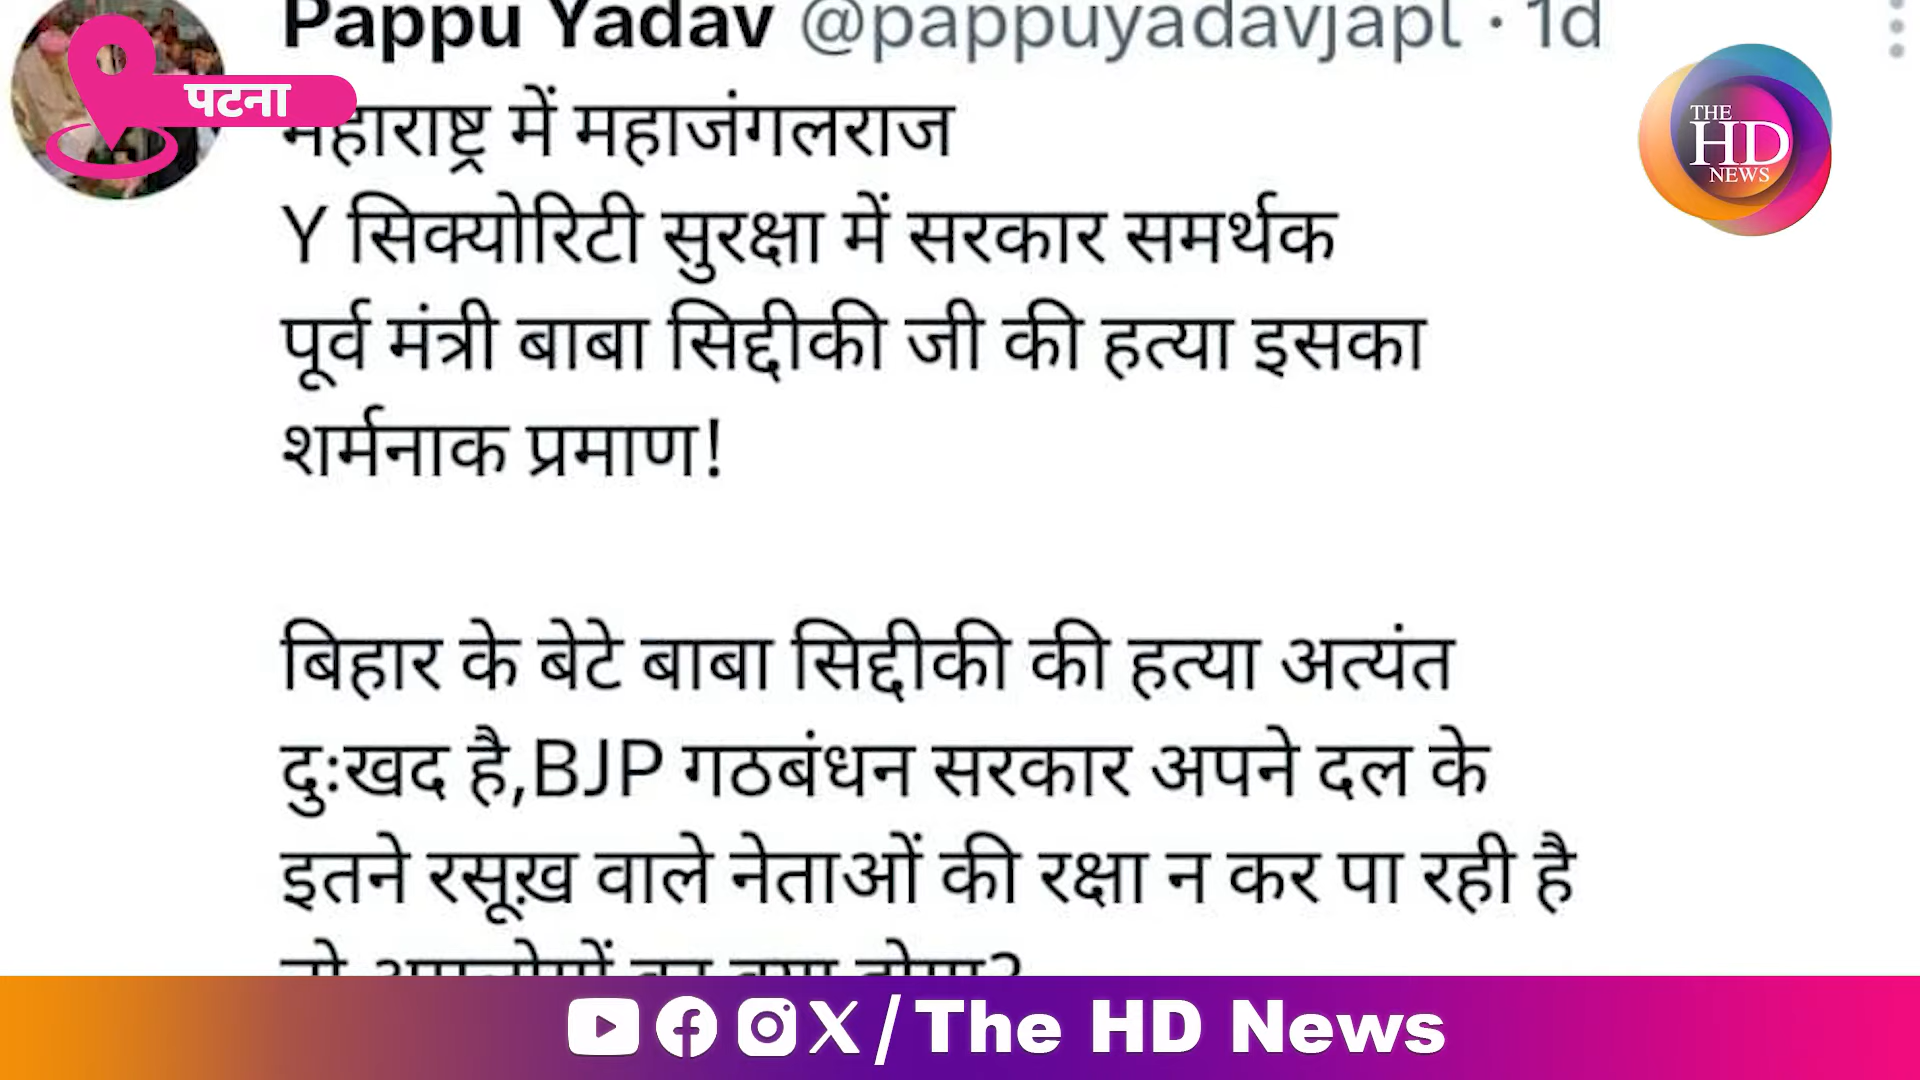 Pappu Yadav @pappuyadavjapl · 1d
पटना
महाराष्ट्र में महाजंगलराज
THE
HD
NEWS
Y सिक्योरिटी सुरक्षा में सरकार समर्थक
पूर्व मंत्री बाबा सिद्दीकी जी की हत्या इसका
शर्मनाक प्रमाण!
बिहार के बेटे बाबा सिद्दीकी की हत्या अत्यंत
दुःखद है,BJP गठबंधन सरकार अपने दल के
इतने रसूख़ वाले नेताओं की रक्षा न कर पा रही है
/The HD News